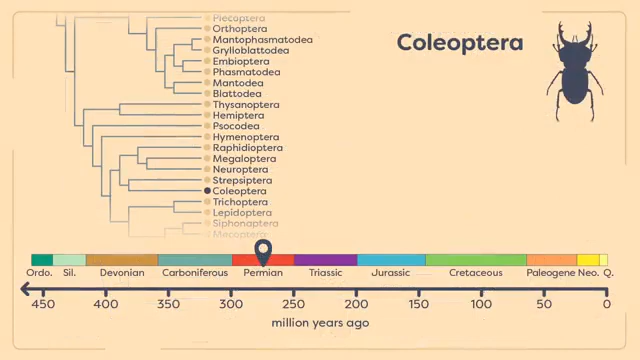 Plecoptera
Orthoptera
Mantophasmatodea
Grylloblattodea
Embioptera
Phasmatodea
Mantodea
Blattodea
Thysanoptera
Hemiptera
Psocodea
Hymenoptera
Raphidioptera
Megaloptera
Neuroptera
Strepsiptera
Coleoptera
Trichoptera
Lepidoptera
Siphonaptera
Mecoptera
Coleoptera
Ordo. Sil. Devonian Carboniferous Permian Triassic Jurassic Cretaceous Paleogene Neo. Q.
450 400 350 300 250 200 150 100 50 0
million years ago